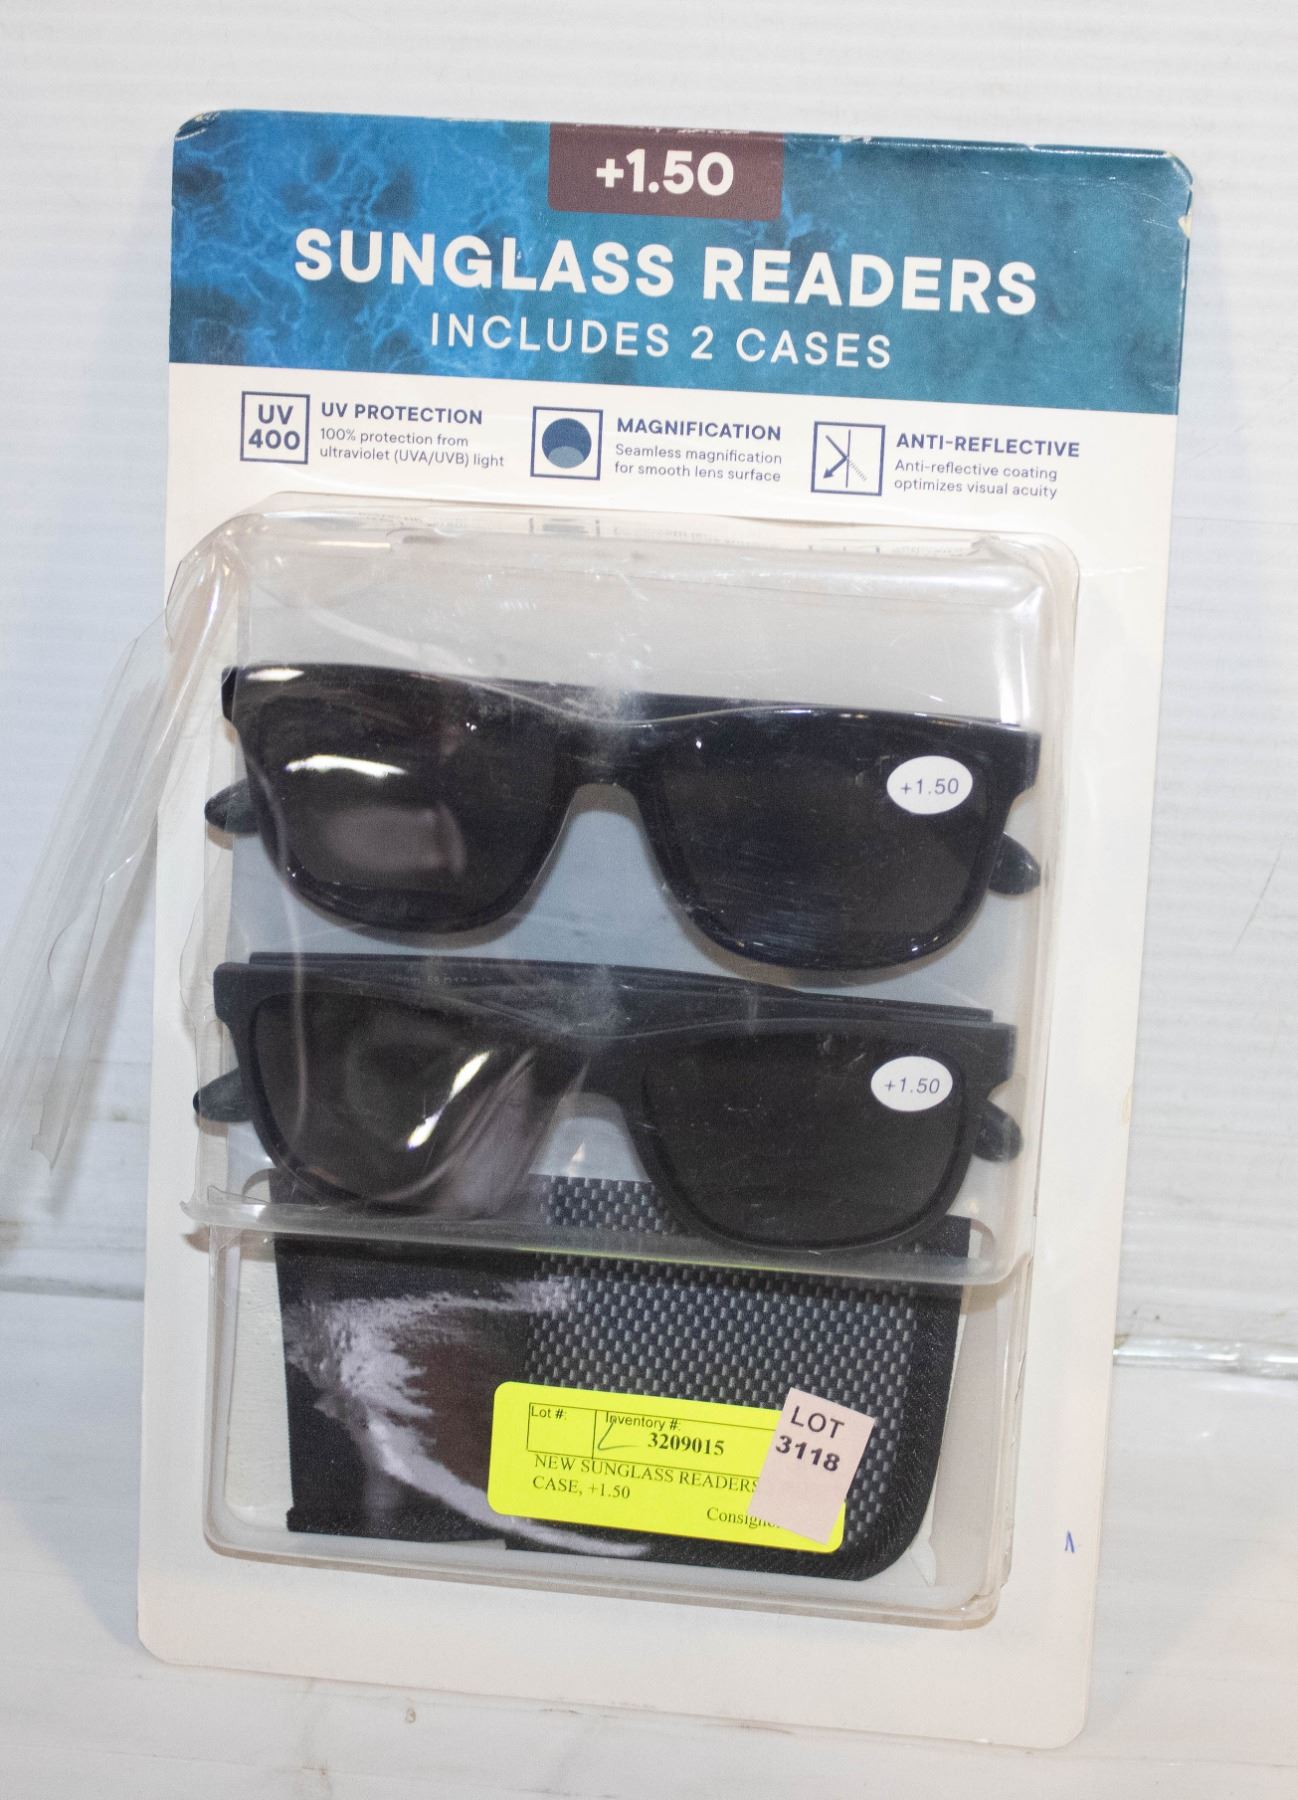 +1.50
SUNGLASS READERS
INCLUDES 2 CASES
UV
400
UV PROTECTION
100% protection from
ultraviolet (UVA/UVB) light
MAGNIFICATION
Seamless magnification
for smooth lens surface
ANTI-REFLECTIVE
Anti-reflective coating
optimizes visual acuity
+1.50
+1.50
Lot #:
Inventory #:
3209015
NEW SUNGLASS READERS
CASE, +1.50
LOT
3118